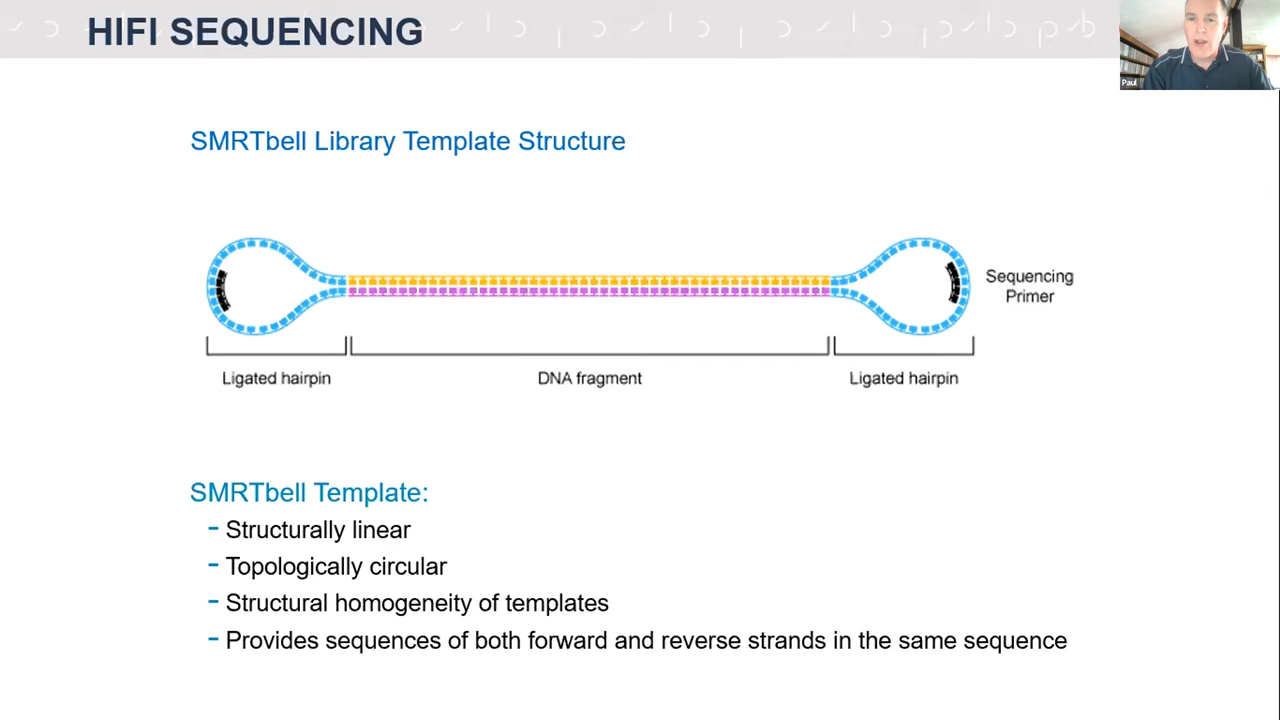 HIFI SEQUENCING
Paul
SMRTbell Library Template Structure
Sequencing
Primer
Ligated hairpin
DNA fragment
Ligated hairpin
SMRTbell Template:
- Structurally linear
- Topologically circular
- Structural homogeneity of templates
- Provides sequences of both forward and reverse strands in the same sequence